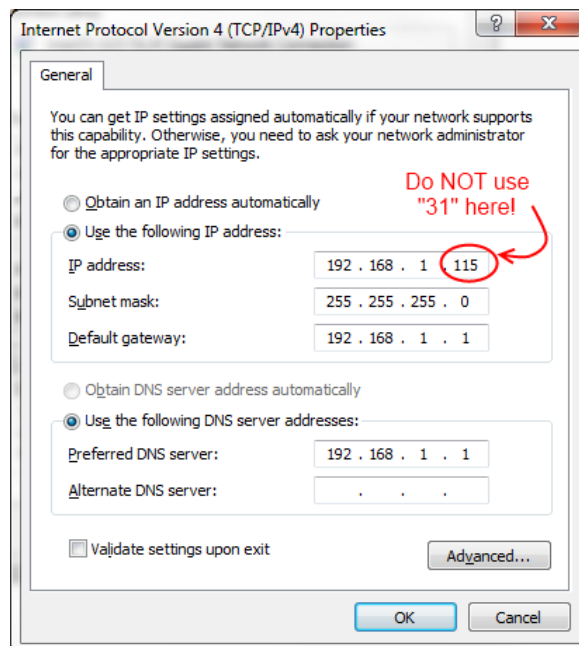 Internet Protocol Version 4 (TCP/IPv4) Properties
General
You can get IP settings assigned automatically if your network supports
this capability. Otherwise, you need to ask your network administrator
for the appropriate IP settings.
Do NOT use
"31" here!
Obtain an IP address automatically
Use the following IP address:
IP address: 192 . 168 . 1 . 115
Subnet mask: 255 . 255 . 255 . 0
Default gateway: 192 . 168 . 1 . 1
Obtain DNS server address automatically
Use the following DNS server addresses:
Preferred DNS server: 192 . 168 . 1 . 1
Alternate DNS server: . . .
Validate settings upon exit
Advanced...
OK Cancel